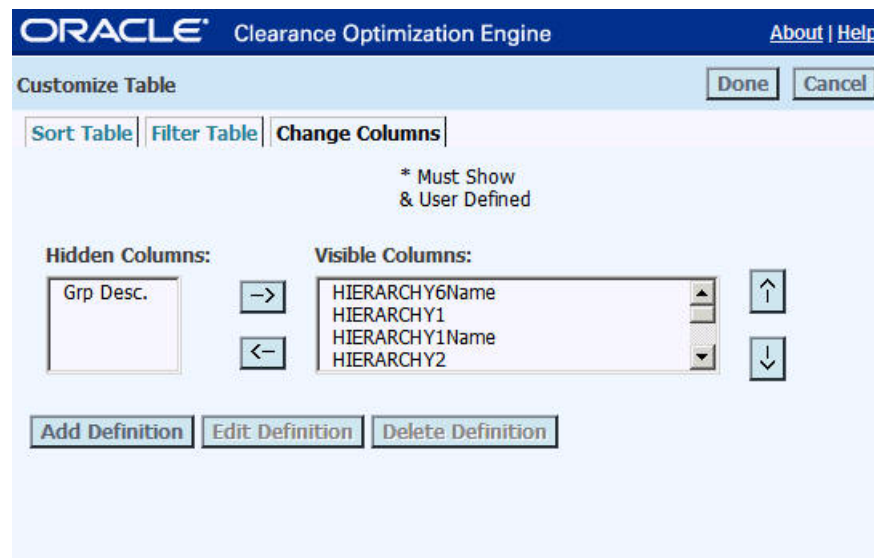 ORACLE Clearance Optimization Engine About | Help
Customize Table Done Cancel
Sort Table Filter Table Change Columns
* Must Show
& User Defined
Hidden Columns: Visible Columns:
Grp Desc. --> HIERARCHY6Name
HIERARCHY1
HIERARCHY1Name
<-- HIERARCHY2
Add Definition Edit Definition Delete Definition